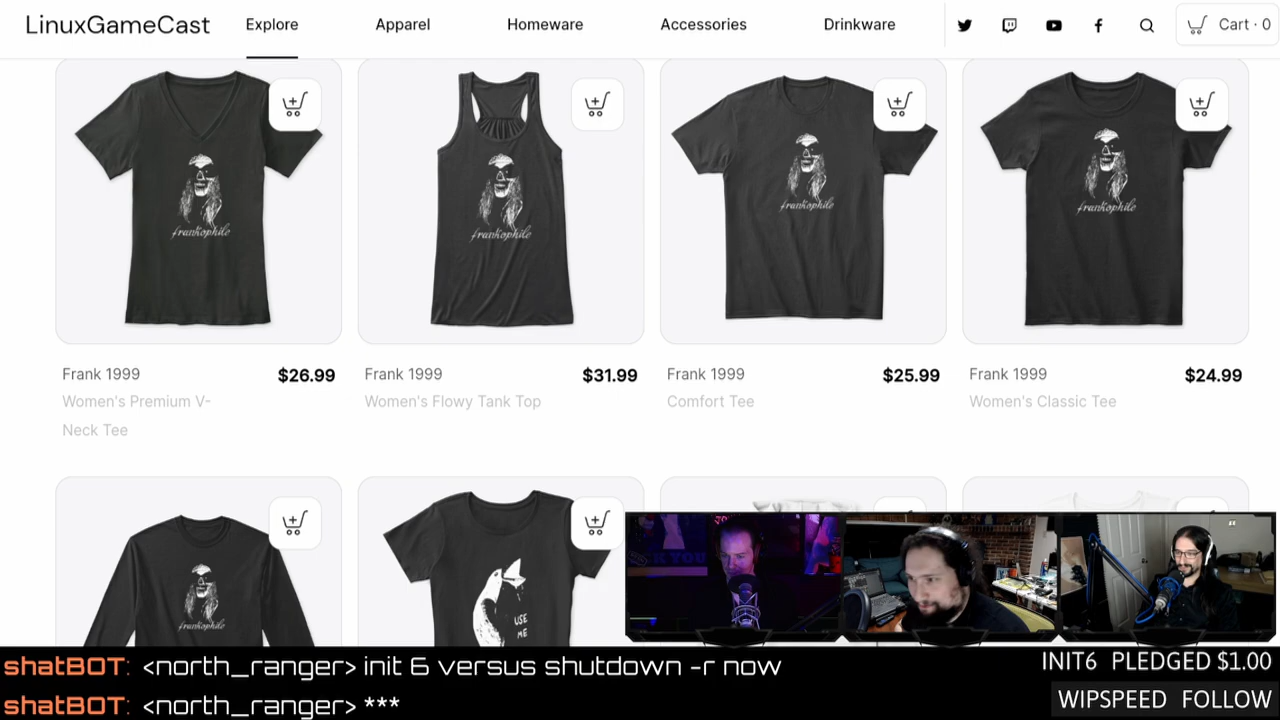 LinuxGameCast Explore Apparel Homeware Accessories Drinkware Cart · 0
frankophile frankophile frankophile frankophile
Frank 1999 $26.99 Frank 1999 $31.99 Frank 1999 $25.99 Frank 1999 $24.99
Women's Premium V- Women's Flowy Tank Top Comfort Tee Women's Classic Tee
Neck Tee
frankophile
USE
ME
shatBOT: <north_ranger> init 6 versus shutdown -r now
INIT6 PLEDGED $1.00
shatBOT: <north_ranger> ***
WIPSPEED FOLLOW